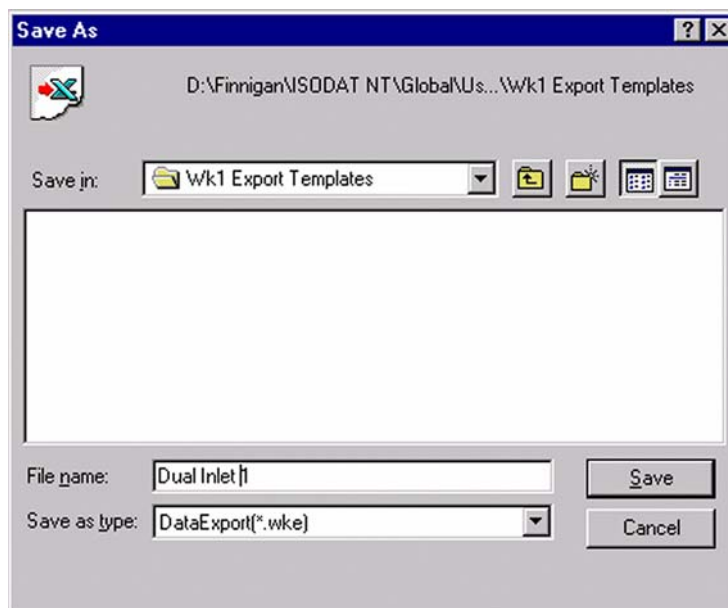 Save As
D:\Finnigan\ISODAT NT\Global\Us...\Wk1 Export Templates
Save in: Wk1 Export Templates
File name: Dual Inlet 1 Save
Save as type: DataExport(*.wke) Cancel